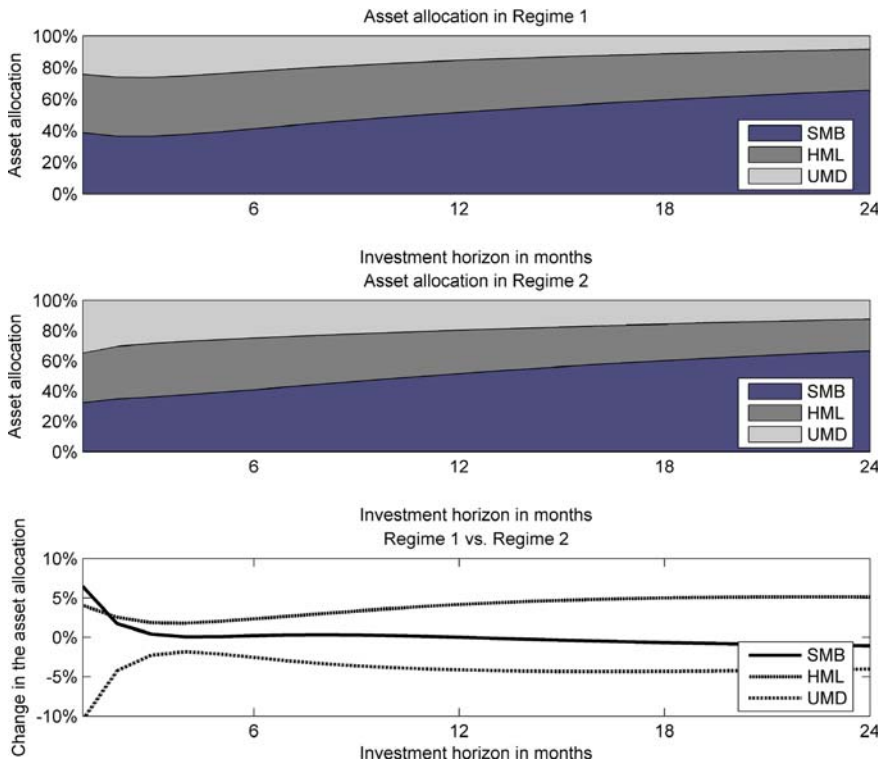 Asset allocation in Regime 1
Asset allocation
100%
80%
60%
40%
20%
0%
SMB
HML
UMD
6
12
18
24
Investment horizon in months
Asset allocation in Regime 2
Asset allocation
100%
80%
60%
40%
20%
0%
SMB
HML
UMD
6
12
18
24
Investment horizon in months
Regime 1 vs. Regime 2
Change in the asset allocation
10%
5%
0%
-5%
-10%
SMB
HML
UMD
6
12
18
24
Investment horizon in months